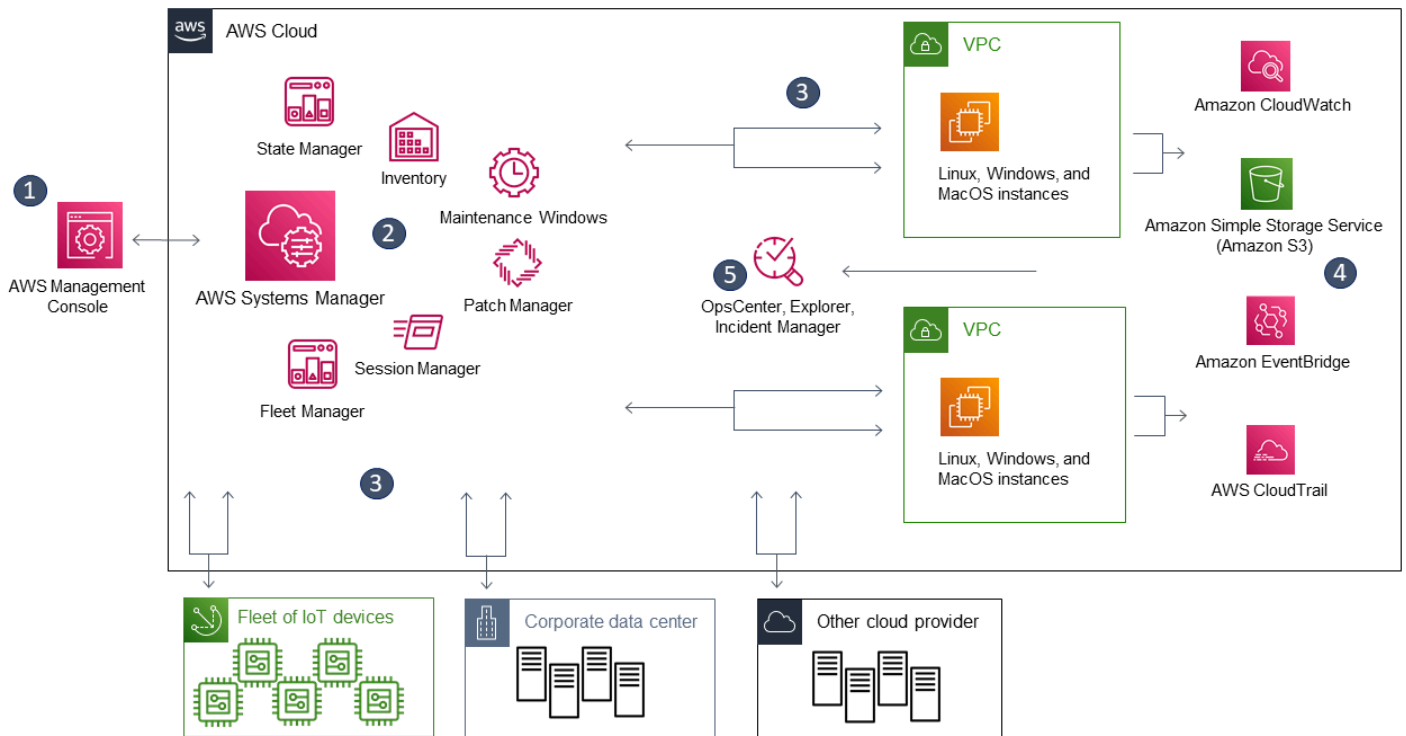 aws
AWS Cloud
State Manager
Inventory
Maintenance Windows
1
2
AWS Management
Console
AWS Systems Manager
Patch Manager
Session Manager
Fleet Manager
3
3
VPC
Linux, Windows, and
MacOS instances
5
OpsCenter, Explorer,
Incident Manager
VPC
Linux, Windows, and
MacOS instances
Amazon CloudWatch
Amazon Simple Storage Service
(Amazon S3)
4
Amazon EventBridge
AWS CloudTrail
Fleet of IoT devices
Corporate data center
Other cloud provider